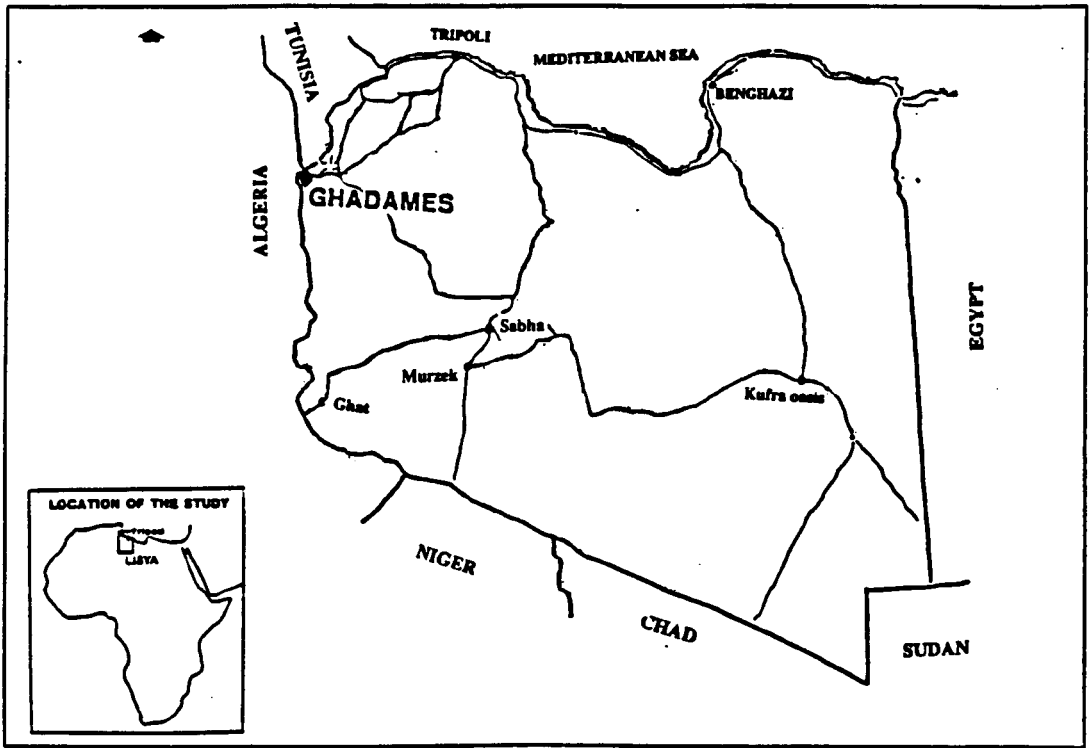 TRIPOLI
TUNISIA
MEDITERRANEAN SEA
BENGHAZI
ALGERIA
GHADAMES
EGYPT
Sabha
Murzek
Ghat
Kufra oasis
LOCATION OF THE STUDY
LIBYA
NIGER
CHAD
SUDAN